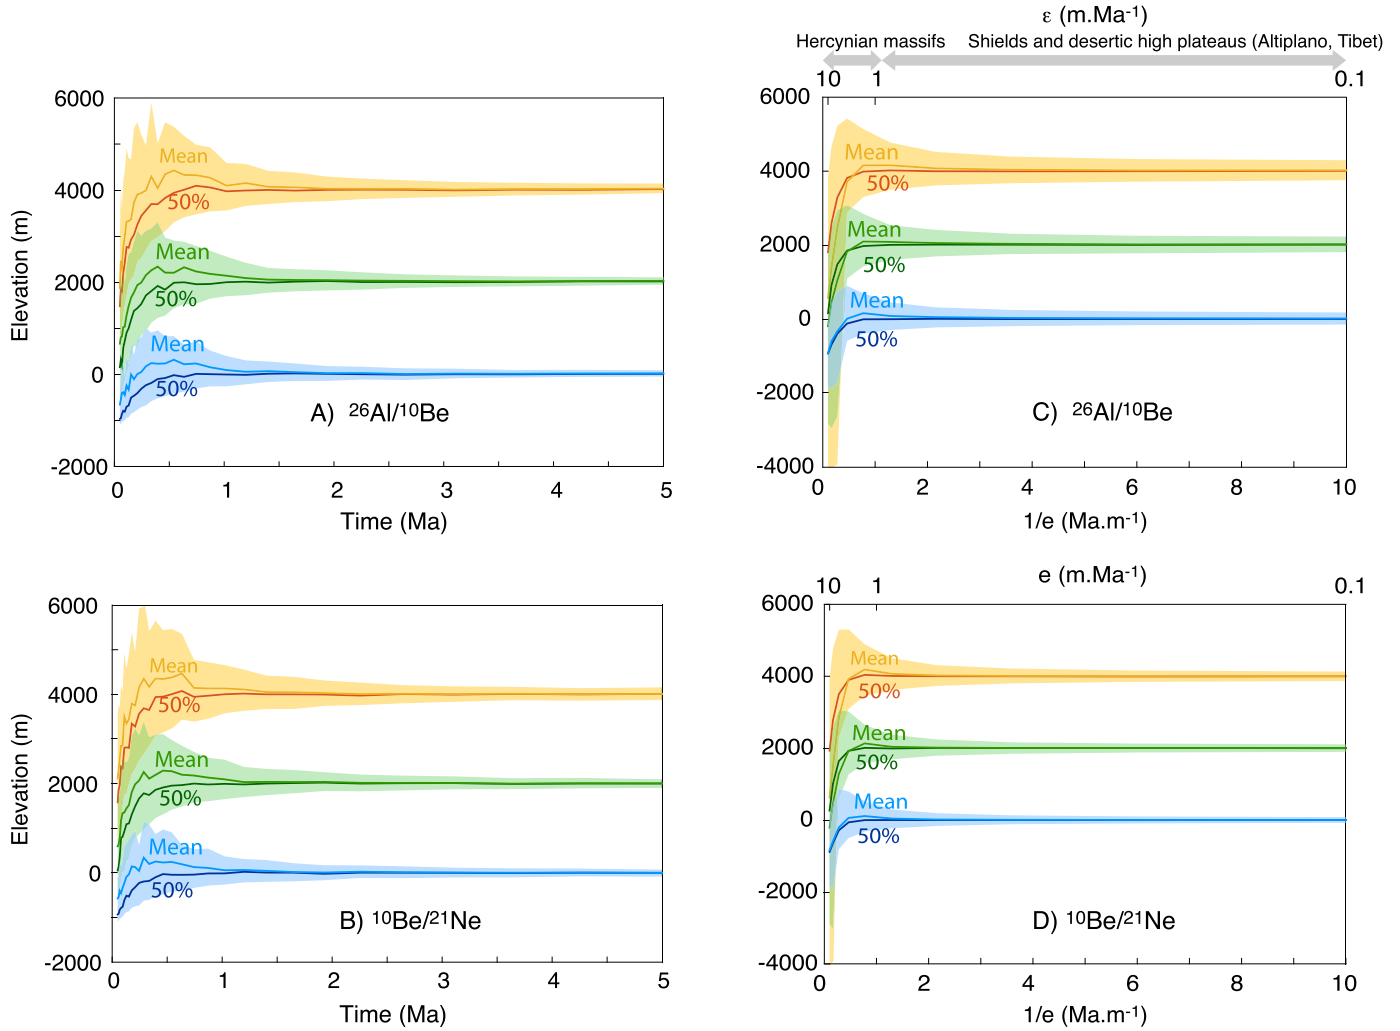 6000
4000
2000
0
-2000
Elevation (m)
Mean
50%
Mean
50%
Mean
50%
A) ²⁶Al/¹⁰Be
0 1 2 3 4 5
Time (Ma)
ε (m.Ma⁻¹)
Hercynian massifs Shields and desertic high plateaus (Altiplano, Tibet)
10 1 0.1
6000
4000
2000
0
-2000
-4000
Mean
50%
Mean
50%
Mean
50%
C) ²⁶Al/¹⁰Be
0 2 4 6 8 10
1/e (Ma.m⁻¹)
6000
4000
2000
0
-2000
Elevation (m)
Mean
50%
Mean
50%
Mean
50%
B) ¹⁰Be/²¹Ne
0 1 2 3 4 5
Time (Ma)
e (m.Ma⁻¹)
10 1 0.1
6000
4000
2000
0
-2000
-4000
Mean
50%
Mean
50%
Mean
50%
D) ¹⁰Be/²¹Ne
0 2 4 6 8 10
1/e (Ma.m⁻¹)